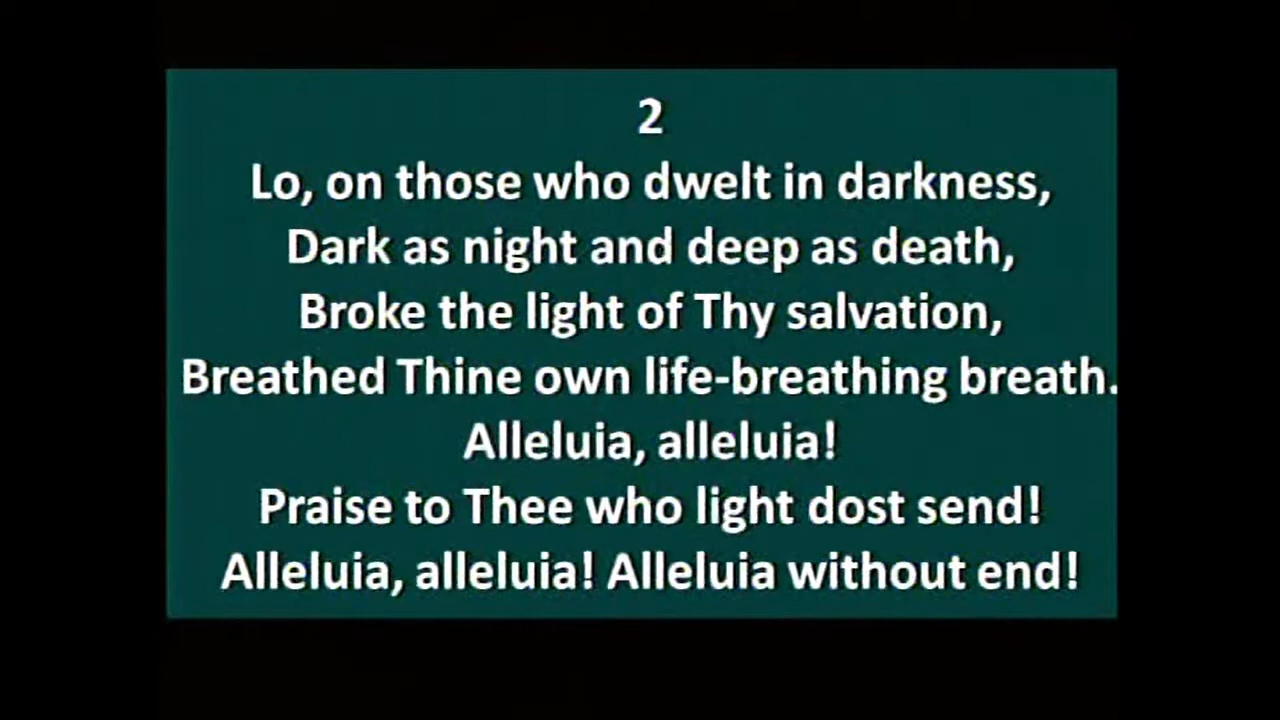 2
Lo, on those who dwelt in darkness,
Dark as night and deep as death,
Broke the light of Thy salvation,
Breathed Thine own life-breathing breath.
Alleluia, alleluia!
Praise to Thee who light dost send!
Alleluia, alleluia! Alleluia without end!